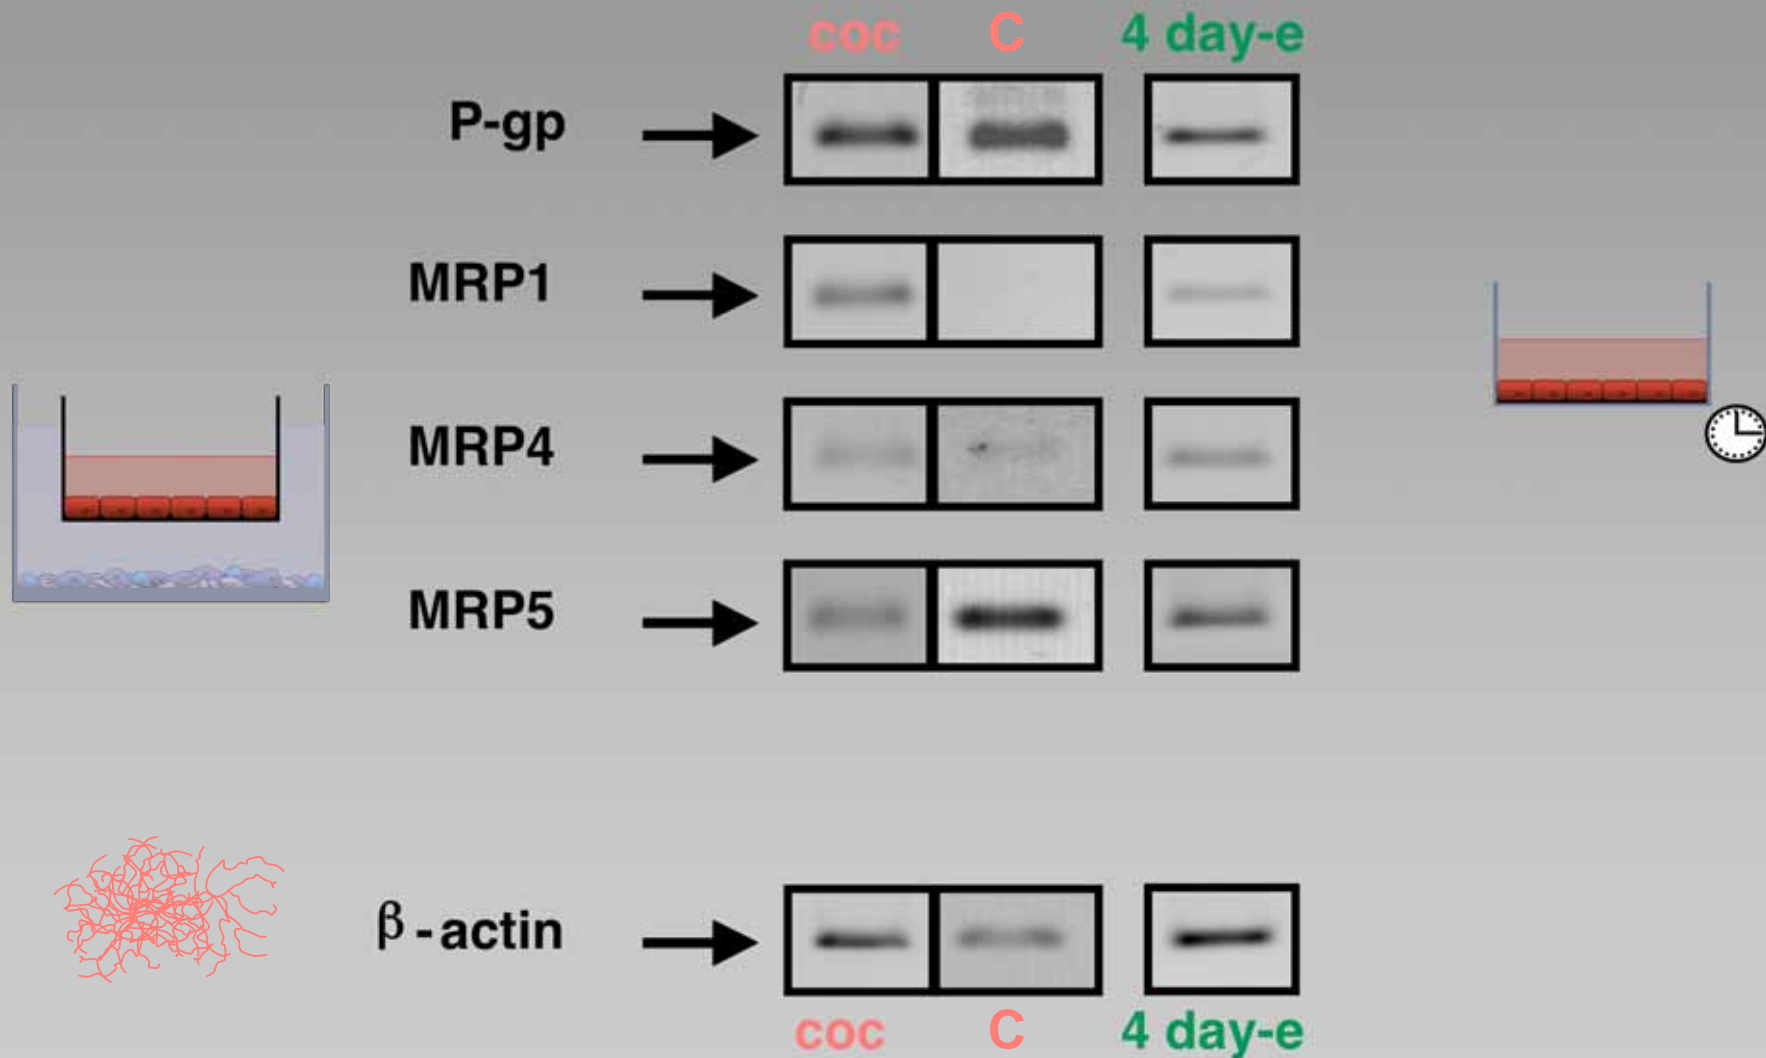 coc C 4 day-e
P-gp
MRP1
MRP4
MRP5
β-actin
coc C 4 day-e